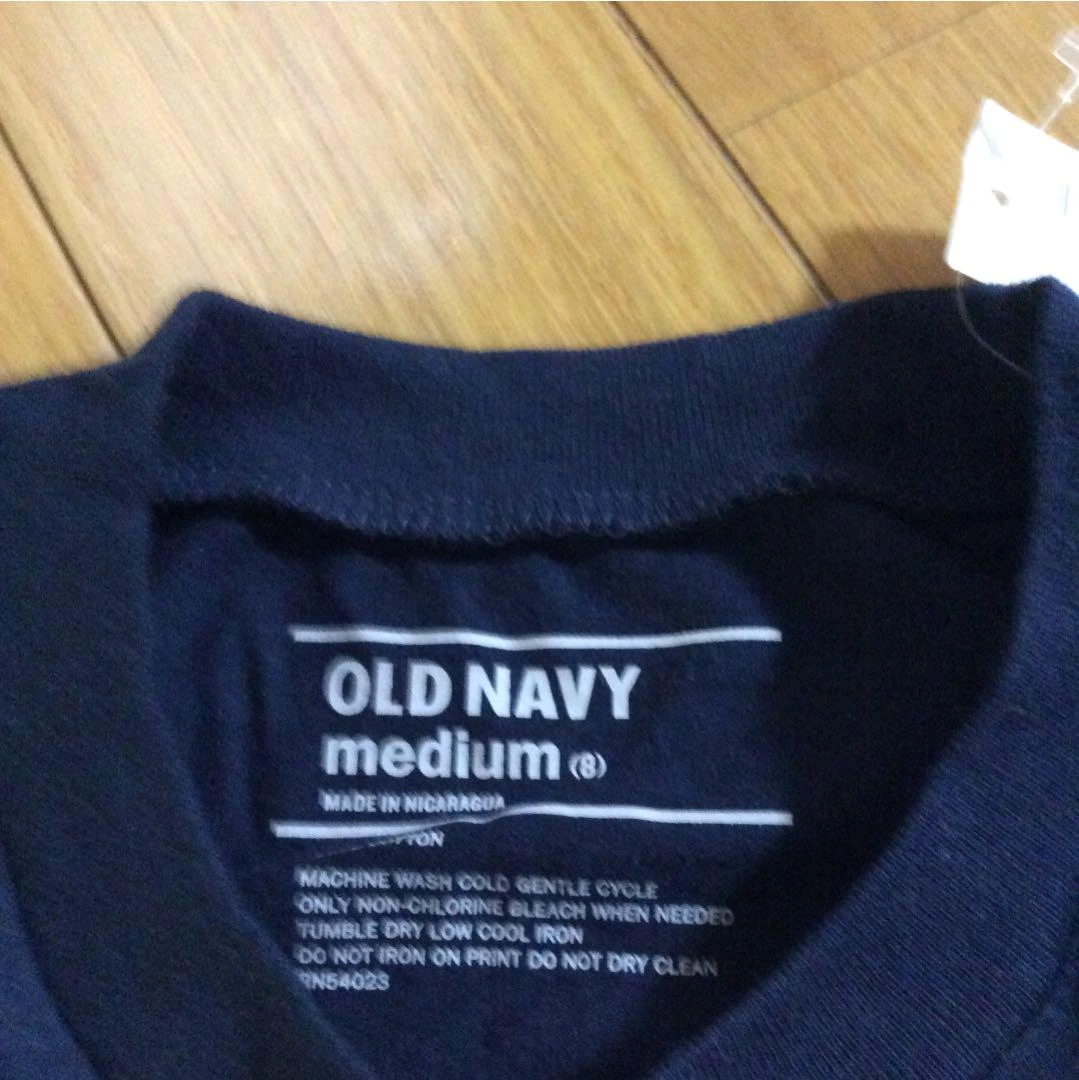 OLD NAVY
medium (8)
MADE IN NICARAGUA
MACHINE WASH COLD GENTLE CYCLE
ONLY NON-CHLORINE BLEACH WHEN NEEDED
TUMBLE DRY LOW COOL IRON
DO NOT IRON ON PRINT DO NOT DRY CLEAN
RN54023